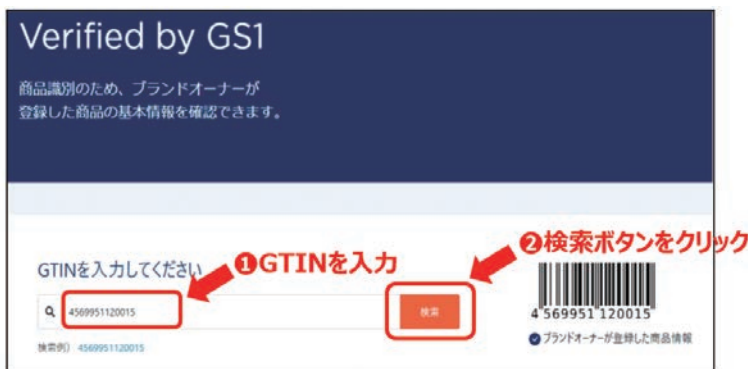 Verified by GS1
商品識別のため、ブランドオーナーが
登録した商品の基本情報を確認できます。
❷検索ボタンをクリック
GTINを入力してください
❶GTINを入力
4569951120015
検索
4 569951 120015
検索例) 4569951120015
ブランドオーナーが登録した商品情報